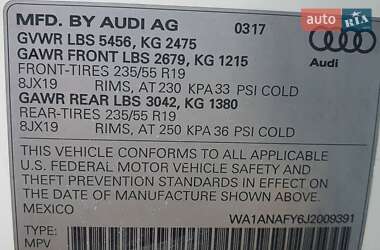 AUTO RIA
MFD. BY AUDI AG 03 17
GVWR LBS 5456, KG 2475
GAWR FRONT LBS 2679, KG 1215
FRONT-TIRES 235/55 R19
8JX19 RIMS, AT 230 KPA 33 PSI COLD
GAWR REAR LBS 3042, KG 1380
REAR-TIRES 235/55 R19
8JX19 RIMS, AT 250 KPA 36 PSI COLD
Audi
THIS VEHICLE CONFORMS TO ALL APPLICABLE
U.S. FEDERAL MOTOR VEHICLE SAFETY AND
THEFT PREVENTION STANDARDS IN EFFECT ON
THE DATE OF MANUFACTURE SHOWN ABOVE.
MEXICO
WA1ANAFY6J2009391
TYPE:
MPV